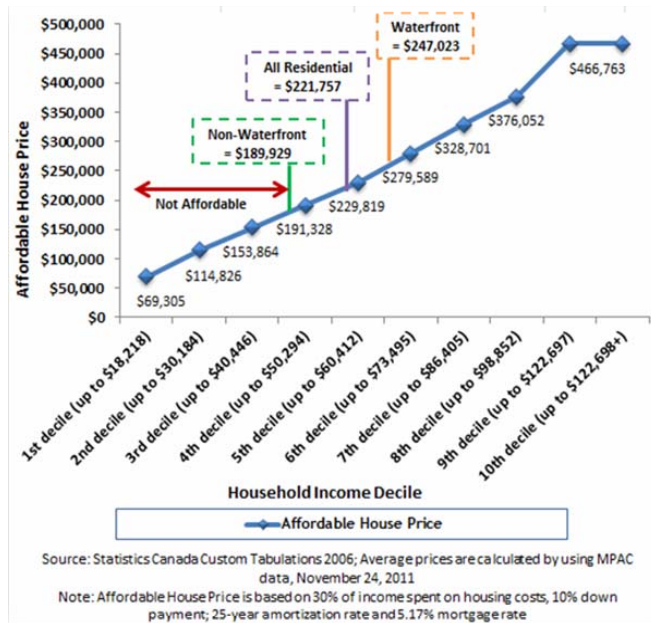 $500,000
$450,000
$400,000
$350,000
$300,000
$250,000
$200,000
$150,000
$100,000
$50,000
$0
Affordable House Price
Waterfront
= $247,023
All Residential
= $221,757
Non-Waterfront
= $189,929
Not Affordable
$69,305
$114,826
$153,864
$191,328
$229,819
$279,589
$328,701
$376,052
$466,763
1st decile (up to $18,218)
2nd decile (up to $30,184)
3rd decile (up to $40,446)
4th decile (up to $50,294)
5th decile (up to $60,412)
6th decile (up to $73,495)
7th decile (up to $86,405)
8th decile (up to $98,852)
9th decile (up to $122,697)
10th decile (up to $122,698+)
Household Income Decile
Affordable House Price
Source: Statistics Canada Custom Tabulations 2006; Average prices are calculated by using MPAC
data, November 24, 2011
Note: Affordable House Price is based on 30% of income spent on housing costs, 10% down
payment; 25-year amortization rate and 5.17% mortgage rate